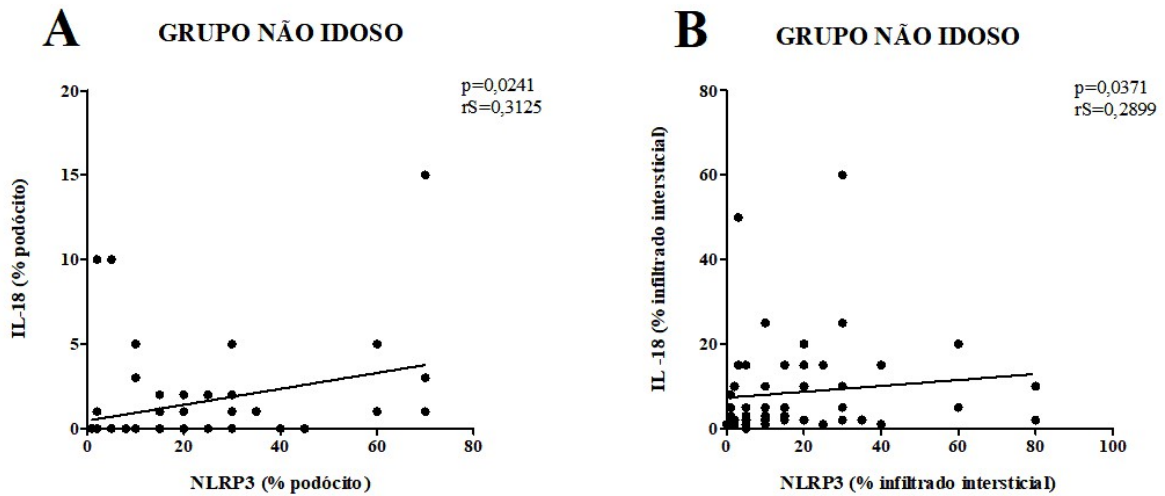 A
GRUPO NÃO IDOSO
p=0,0241
rS=0,3125
20
15
10
5
0
IL-18 (% podócito)
0
20
40
60
80
NLRP3 (% podócito)
B
GRUPO NÃO IDOSO
p=0,0371
rS=0,2899
80
60
40
20
0
IL -18 (% infiltrado intersticial)
0
20
40
60
80
100
NLRP3 (% infiltrado intersticial)